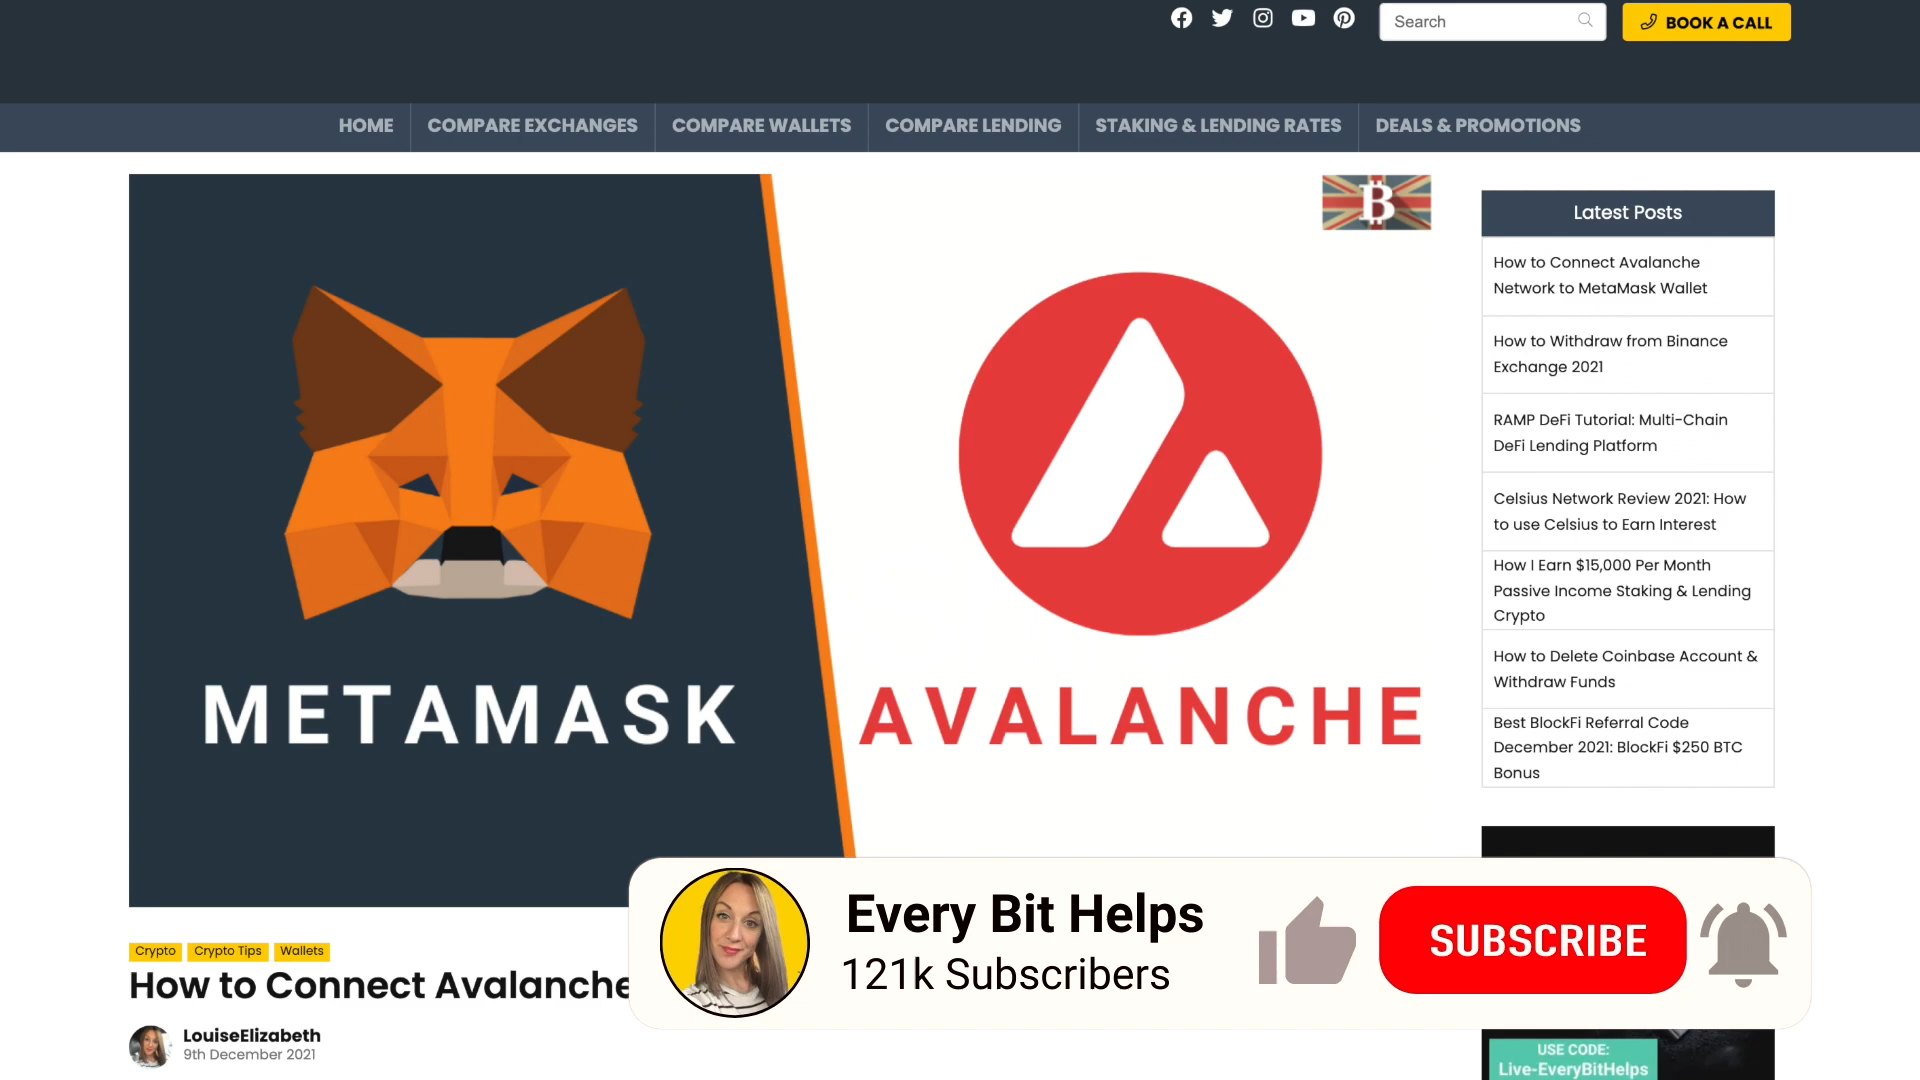 Search
BOOK A CALL
HOME
COMPARE EXCHANGES
COMPARE WALLETS
COMPARE LENDING
STAKING & LENDING RATES
DEALS & PROMOTIONS
B
METAMASK
AVALANCHE
Latest Posts
How to Connect Avalanche
Network to MetaMask Wallet
How to Withdraw from Binance
Exchange 2021
RAMP DeFi Tutorial: Multi-Chain
DeFi Lending Platform
Celsius Network Review 2021: How
to use Celsius to Earn Interest
How I Earn $15,000 Per Month
Passive Income Staking & Lending
Crypto
How to Delete Coinbase Account &
Withdraw Funds
Best BlockFi Referral Code
December 2021: BlockFi $250 BTC
Bonus
Crypto
Crypto Tips
Wallets
How to Connect Avalanche
LouiseElizabeth
9th December 2021
Every Bit Helps
121k Subscribers
SUBSCRIBE
USE CODE:
Live-EveryBitHelps